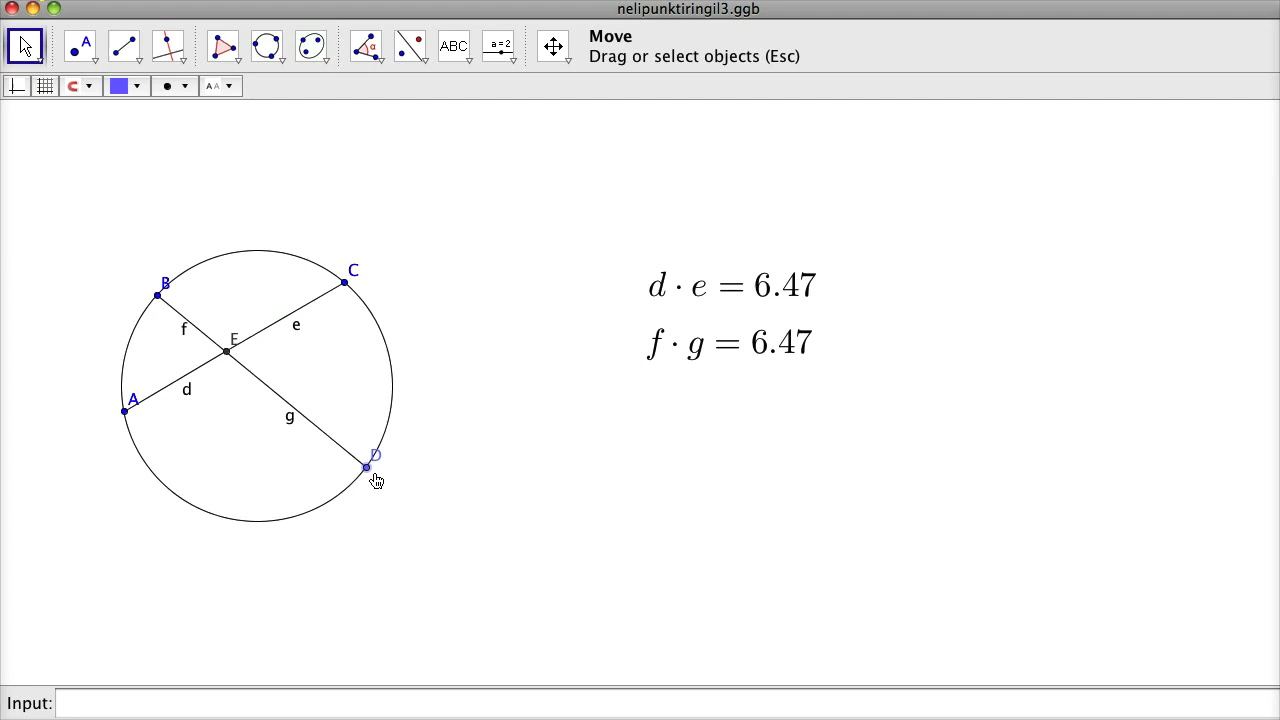 nelipunktiringil3.ggb
A
α
ABC
a=2
Move
Drag or select objects (Esc)
A A
C
B
e
f
E
d
A
g
D
d · e = 6.47
f · g = 6.47
Input: